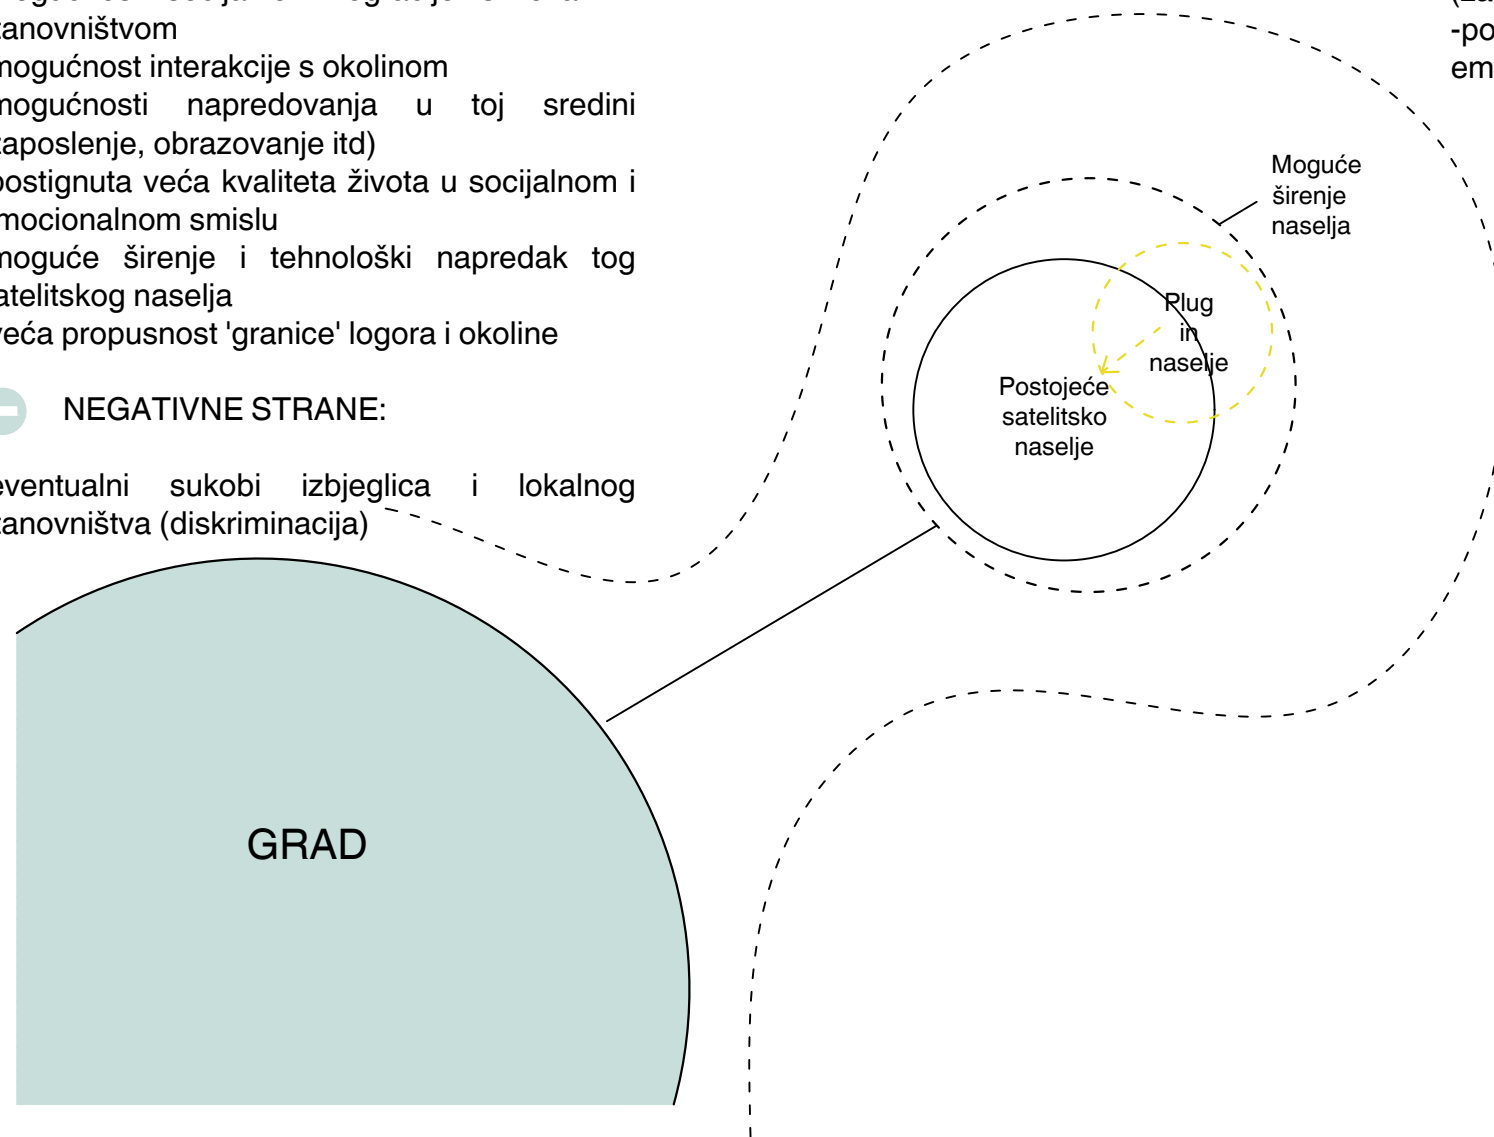 tanovništvom
mogućnost interakcije s okolinom
mogućnosti napredovanja u toj sredini
zaposlenje, obrazovanje itd)
postignuta veća kvaliteta života u socijalnom i
mocionalnom smislu
moguće širenje i tehnološki napredak tog
atelitskog naselja
veća propusnost 'granice' logora i okoline
NEGATIVNE STRANE:
eventualni sukobi izbjeglica i lokalnog
tanovništva (diskriminacija)
GRAD
Postojeće
satelitsko
naselje
Plug
in
naselje
Moguće
širenje
naselja
-po
em